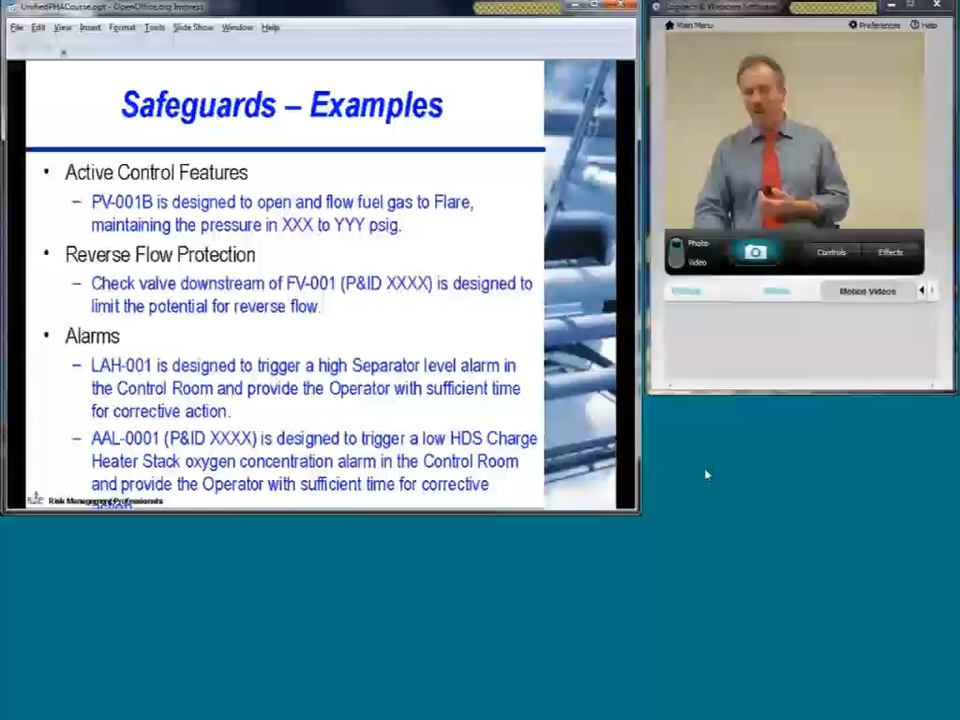 UnifiedPHACourse.ppt - OpenOffice.org Impress
File Edit View Insert Format Tools Slide Show Window Help
Safeguards – Examples
• Active Control Features
– PV-001B is designed to open and flow fuel gas to Flare,
maintaining the pressure in XXX to YYY psig.
• Reverse Flow Protection
– Check valve downstream of FV-001 (P&ID XXXX) is designed to
limit the potential for reverse flow.
• Alarms
– LAH-001 is designed to trigger a high Separator level alarm in
the Control Room and provide the Operator with sufficient time
for corrective action.
– AAL-0001 (P&ID XXXX) is designed to trigger a low HDS Charge
Heater Stack oxygen concentration alarm in the Control Room
and provide the Operator with sufficient time for corrective
action.
Risk Management Professionals
Logitech Webcam Software
Main Menu
Preferences
Help
Photo
Video
Controls
Effects
Motion Videos